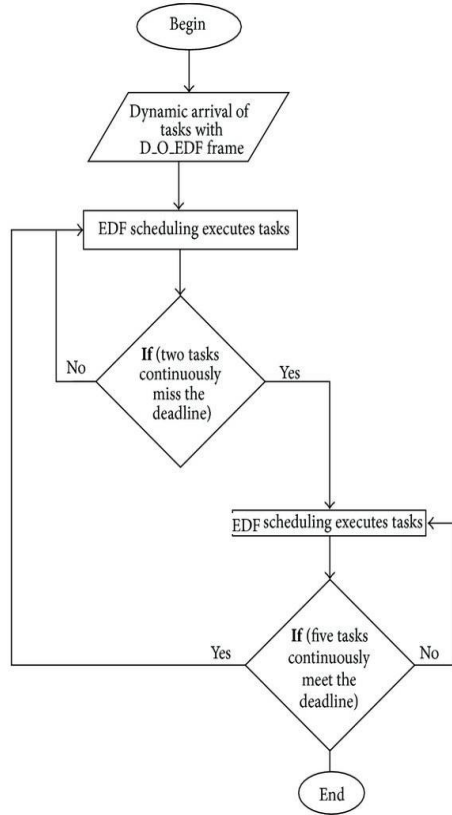 Begin
Dynamic arrival of
tasks with
D_O_EDF frame
EDF scheduling executes tasks
If (two tasks
continuously
miss the
deadline)
No
Yes
EDF scheduling executes tasks
If (five tasks
continuously
meet the
deadline)
Yes
No
End